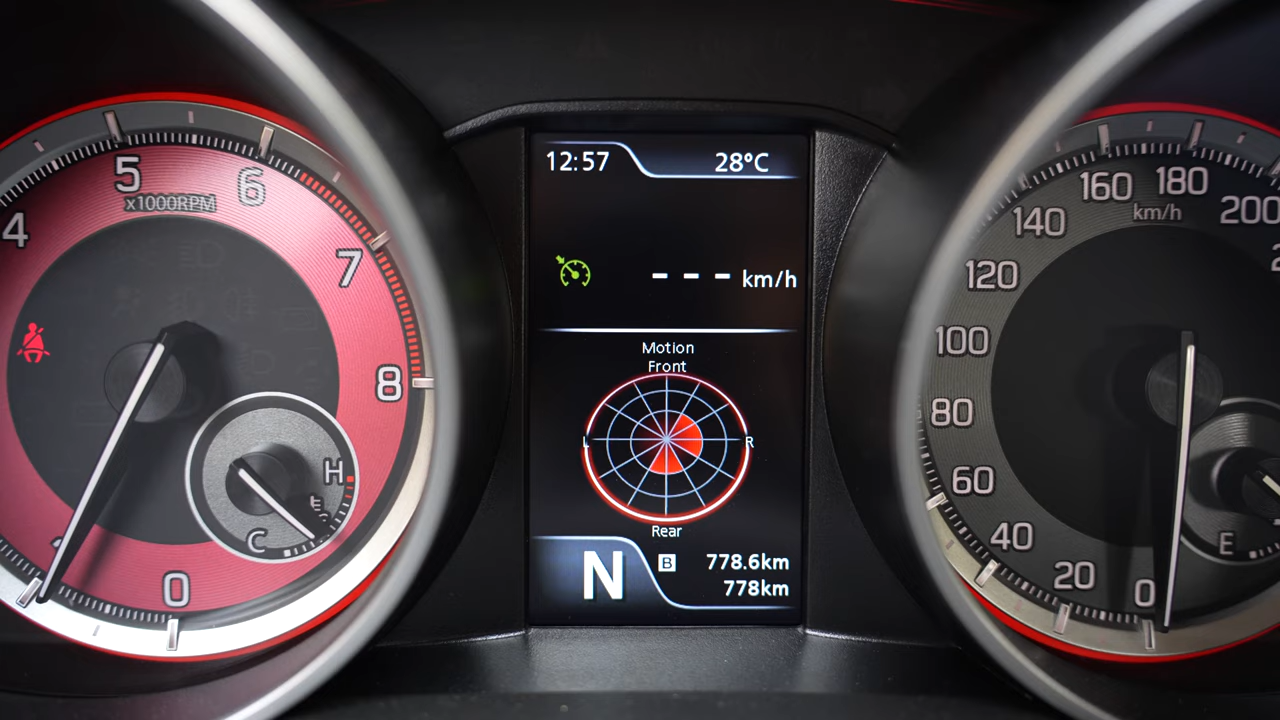 4
5
6
7
8
x1000RPM
0
H
C
12:57 28°C
--- km/h
Motion
Front
L R
Rear
N B 778.6km
778km
0
20
40
60
80
100
120
140
160
180
200
km/h
E